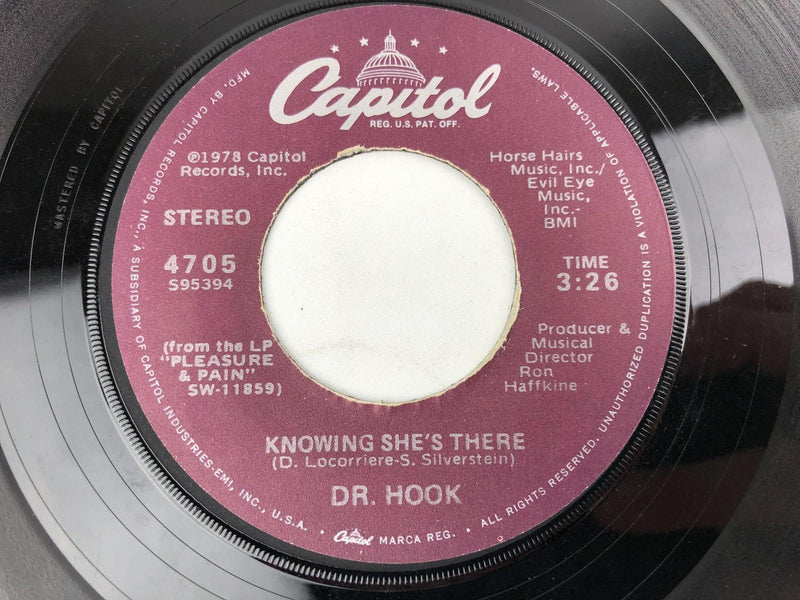 Capitol
REG. U.S. PAT. OFF.
MFD. BY CAPITOL RECORDS, INC., A SUBSIDIARY OF CAPITOL INDUSTRIES-EMI, INC., U.S.A. • Capitol MARCA REG. • ALL RIGHTS RESERVED. UNAUTHORIZED DUPLICATION IS A VIOLATION OF APPLICABLE LAWS.
MASTERED BY CAPITOL
℗1978 Capitol
Records, Inc.
STEREO
4705
S95394
(from the LP
"PLEASURE
& PAIN"
SW-11859)
Horse Hairs
Music, Inc./
Evil Eye
Music,
Inc.-
BMI
TIME
3:26
Producer &
Musical
Director
Ron
Haffkine
KNOWING SHE'S THERE
(D. Locorriere-S. Silverstein)
DR. HOOK